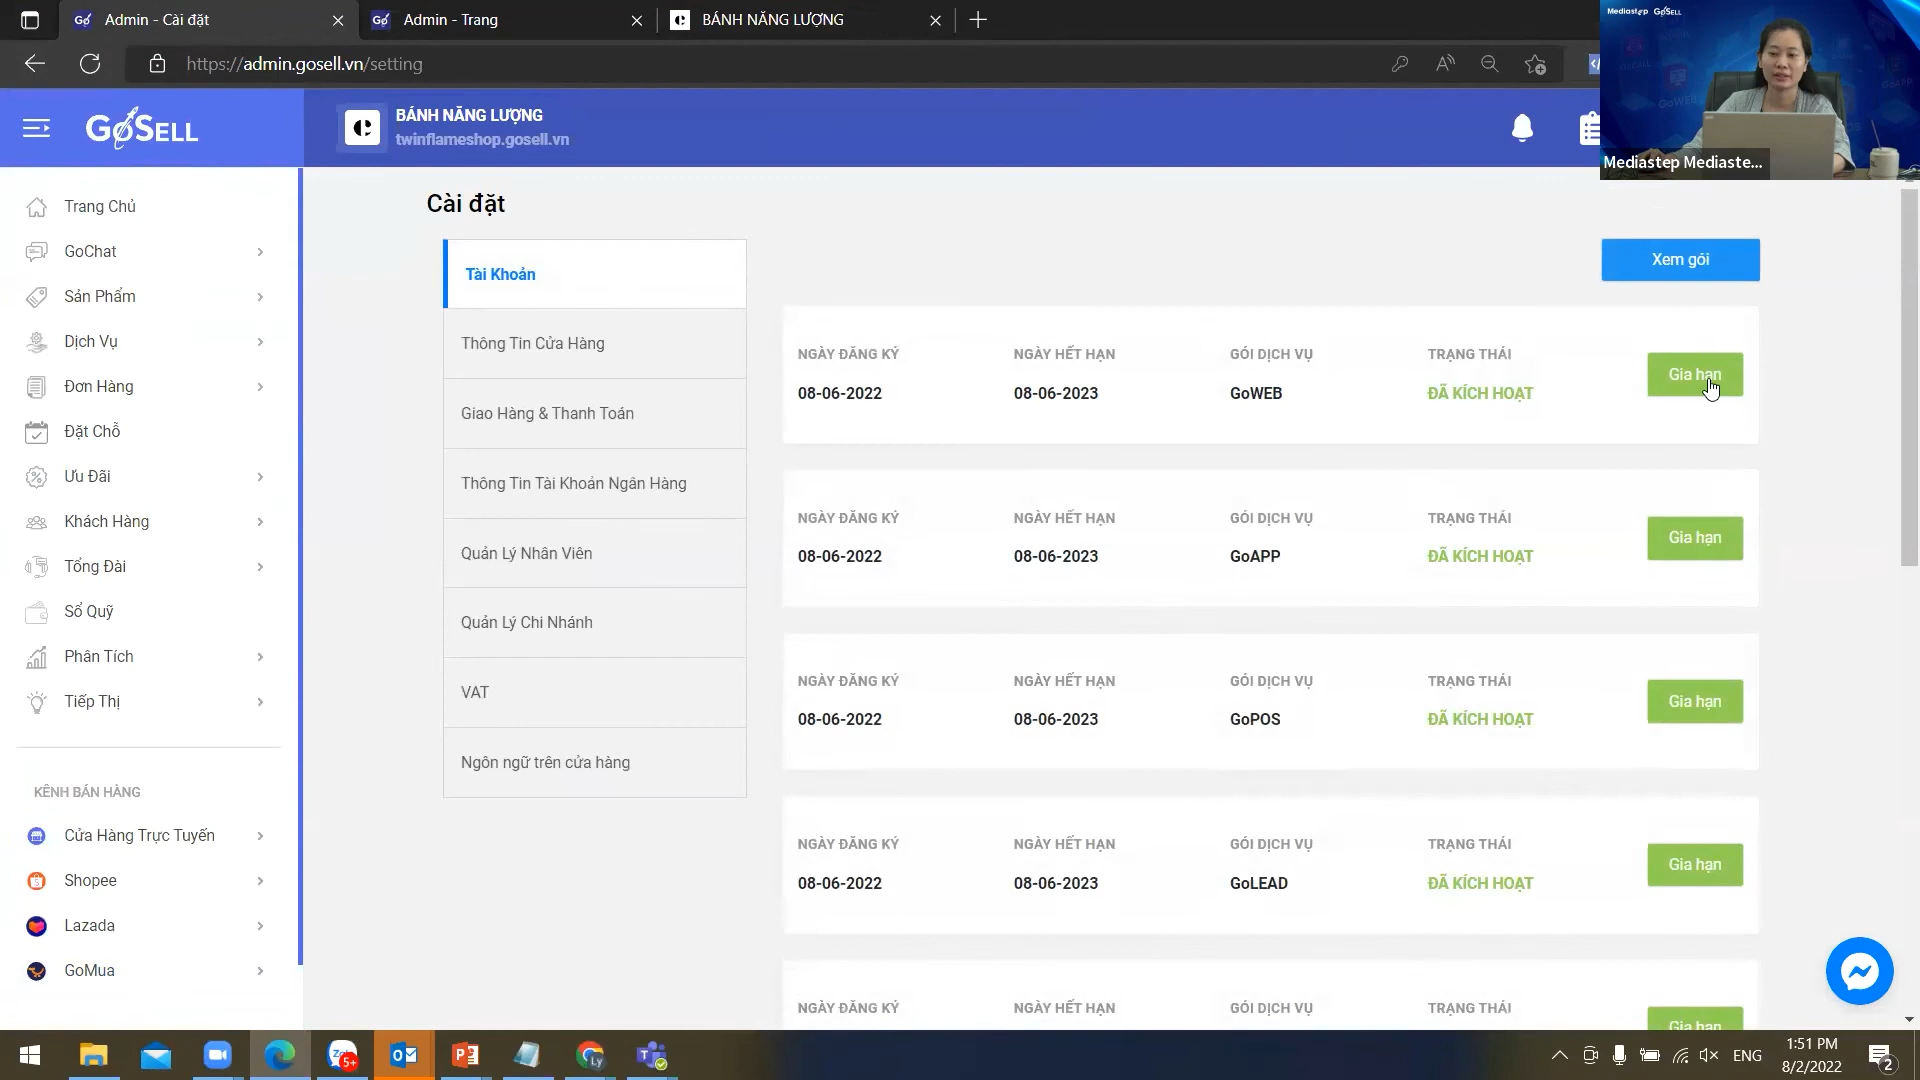 Admin - Cài đặt
Admin - Trang
BÁNH NĂNG LƯỢNG
https://admin.gosell.vn/setting
GoSELL
BÁNH NĂNG LƯỢNG
twinflameshop.gosell.vn
Mediastep GoSELL
Mediastep Mediaste...
Trang Chủ
GoChat
Sản Phẩm
Dịch Vụ
Đơn Hàng
Đặt Chỗ
Ưu Đãi
Khách Hàng
Tổng Đài
Sổ Quỹ
Phân Tích
Tiếp Thị
KÊNH BÁN HÀNG
Cửa Hàng Trực Tuyến
Shopee
Lazada
GoMua
Cài đặt
Tài Khoản
Thông Tin Cửa Hàng
Giao Hàng & Thanh Toán
Thông Tin Tài Khoản Ngân Hàng
Quản Lý Nhân Viên
Quản Lý Chi Nhánh
VAT
Ngôn ngữ trên cửa hàng
Xem gói
NGÀY ĐĂNG KÝ NGÀY HẾT HẠN GÓI DỊCH VỤ TRẠNG THÁI
08-06-2022 08-06-2023 GoWEB ĐÃ KÍCH HOẠT
Gia hạn
NGÀY ĐĂNG KÝ NGÀY HẾT HẠN GÓI DỊCH VỤ TRẠNG THÁI
08-06-2022 08-06-2023 GoAPP ĐÃ KÍCH HOẠT
Gia hạn
NGÀY ĐĂNG KÝ NGÀY HẾT HẠN GÓI DỊCH VỤ TRẠNG THÁI
08-06-2022 08-06-2023 GoPOS ĐÃ KÍCH HOẠT
Gia hạn
NGÀY ĐĂNG KÝ NGÀY HẾT HẠN GÓI DỊCH VỤ TRẠNG THÁI
08-06-2022 08-06-2023 GoLEAD ĐÃ KÍCH HOẠT
Gia hạn
NGÀY ĐĂNG KÝ NGÀY HẾT HẠN GÓI DỊCH VỤ TRẠNG THÁI
Gia hạn
5+
ENG
1:51 PM
8/2/2022
2